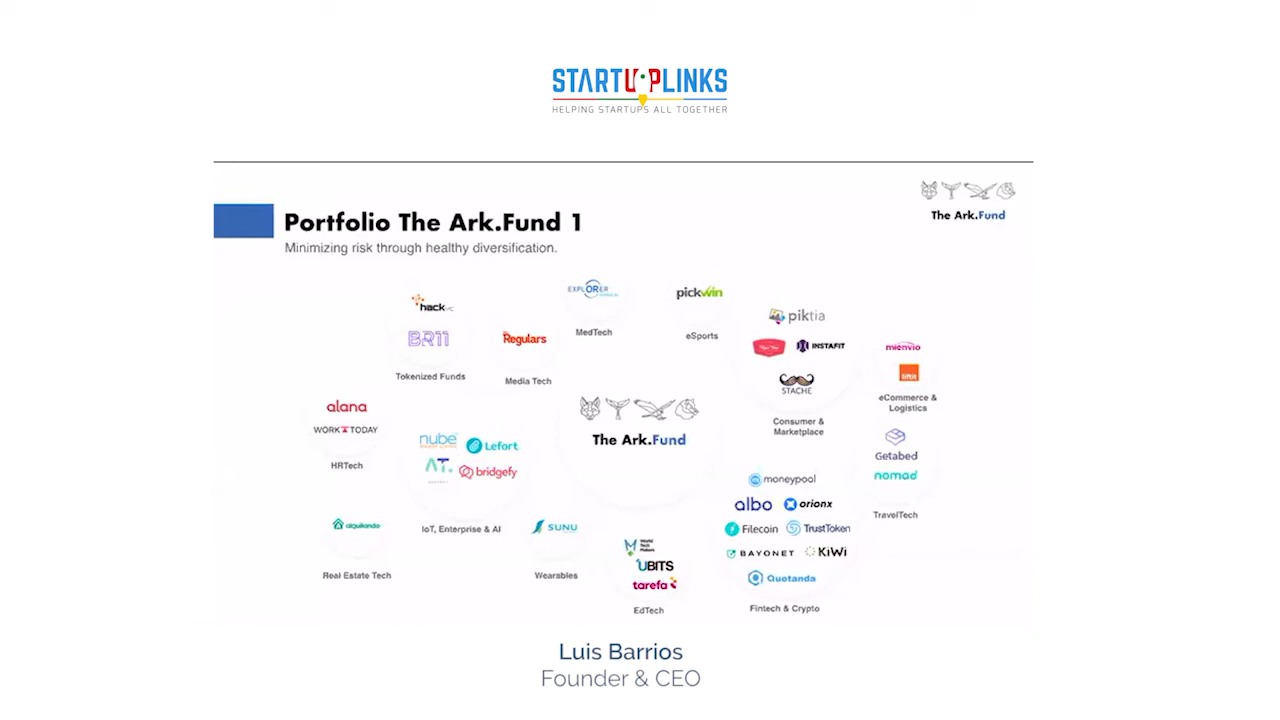 STARTUPLINKS
HELPING STARTUPS ALL TOGETHER
The Ark.Fund
Portfolio The Ark.Fund 1
Minimizing risk through healthy diversification.
hack
BR11
Tokenized Funds
Regulars
Media Tech
EXPLORER
MedTech
pickwin
eSports
piktia
INSTAFIT
STACHE
Consumer &
Marketplace
mienvio
eCommerce &
Logistics
alana
WORK TODAY
HRTech
nube
Lefort
AT.
bridgefy
IoT, Enterprise & AI
The Ark.Fund
Getabed
nomad
TravelTech
alquilando
Real Estate Tech
SUNU
Wearables
World
Tech
Makers
UBITS
tarefa
EdTech
moneypool
albo
orionx
Filecoin
TrustToken
BAYONET
KiWi
Quotanda
Fintech & Crypto
Luis Barrios
Founder & CEO